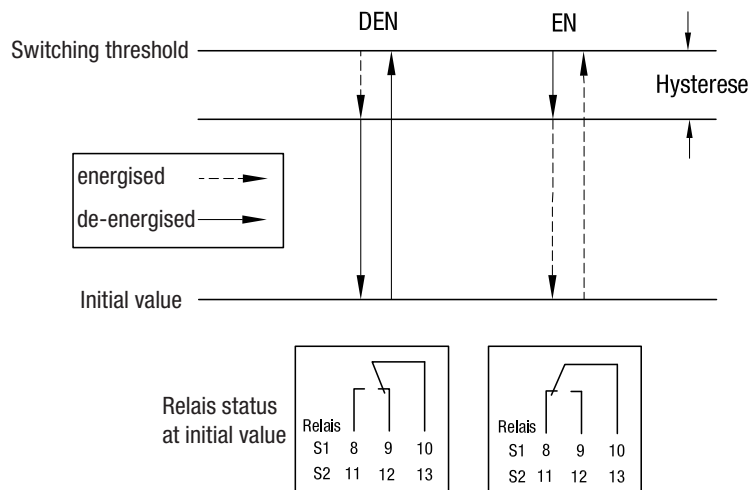 DEN EN
Switching threshold
Hysterese
energised
de-energised
Initial value
Relais status
at initial value
Relais
S1 8 9 10
S2 11 12 13
Relais
S1 8 9 10
S2 11 12 13